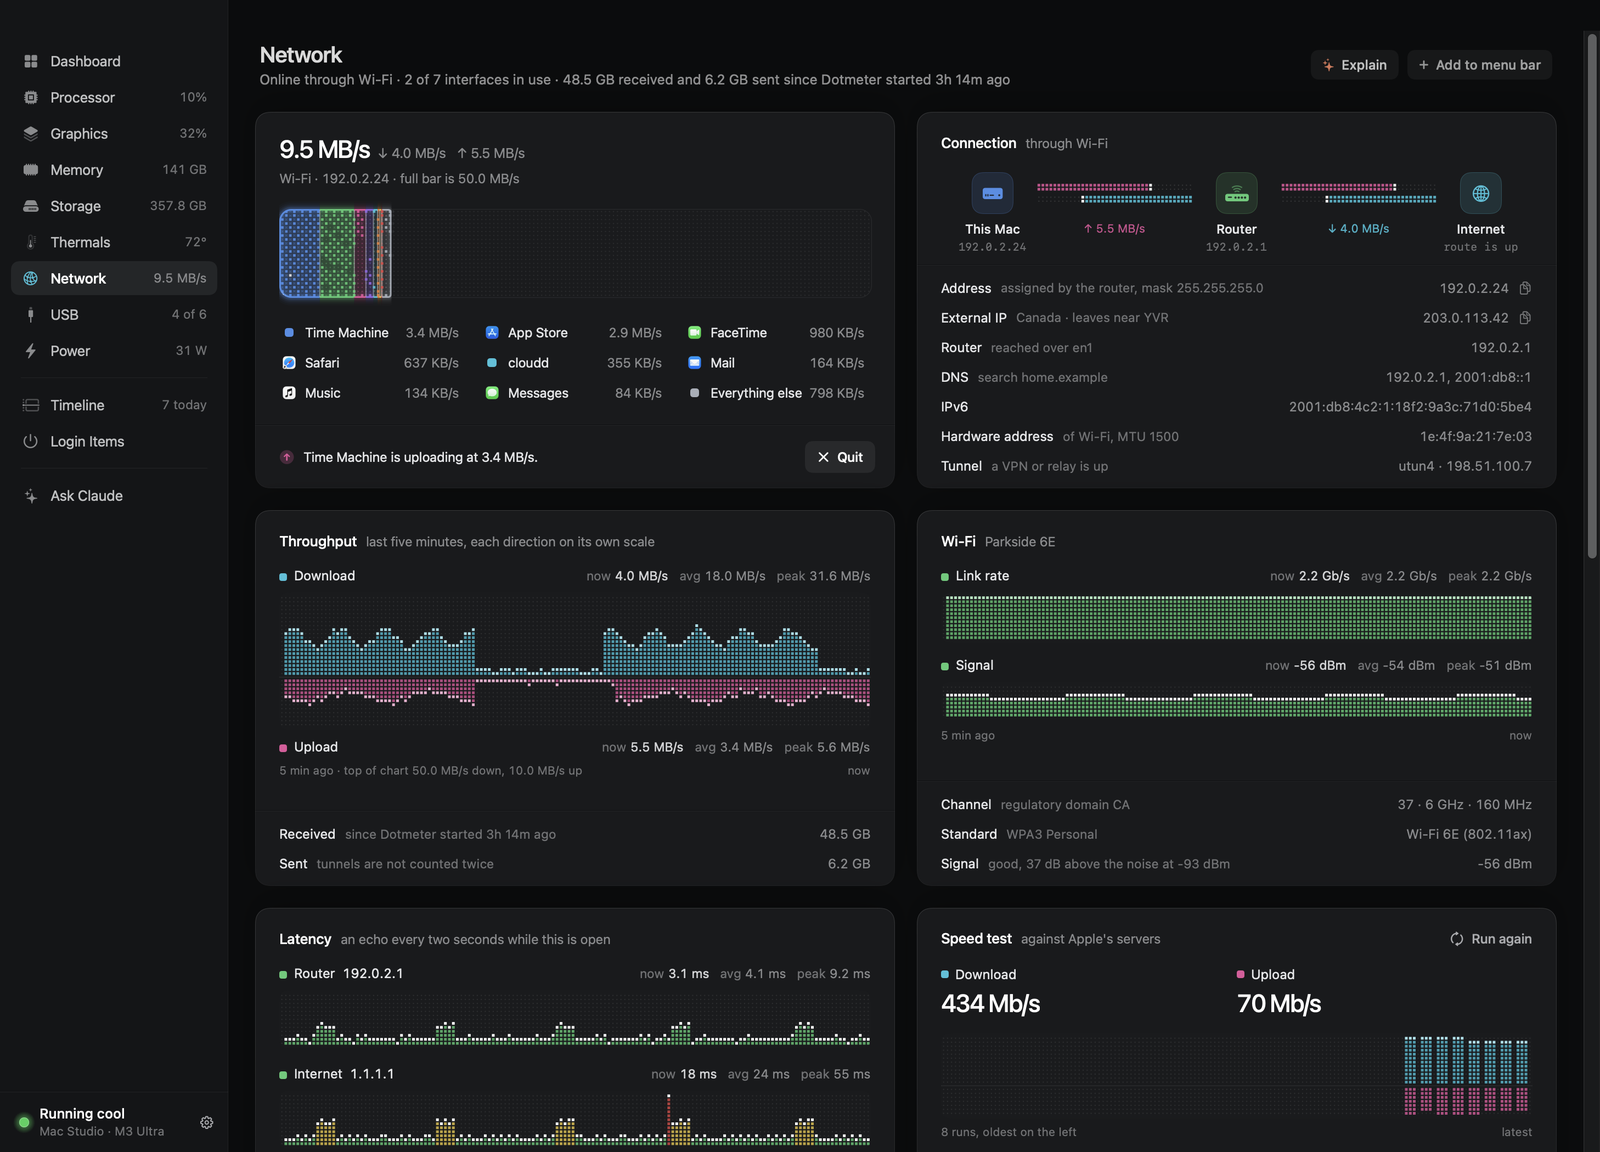 Dashboard
Processor 10%
Graphics 32%
Memory 141 GB
Storage 357.8 GB
Thermals 72°
Network 9.5 MB/s
USB 4 of 6
Power 31 W
Timeline 7 today
Login Items
Ask Claude
Running cool
Mac Studio · M3 Ultra
Network
Online through Wi-Fi · 2 of 7 interfaces in use · 48.5 GB received and 6.2 GB sent since Dotmeter started 3h 14m ago
Explain
+ Add to menu bar
9.5 MB/s ↓ 4.0 MB/s ↑ 5.5 MB/s
Wi-Fi · 192.0.2.24 · full bar is 50.0 MB/s
Time Machine 3.4 MB/s App Store 2.9 MB/s FaceTime 980 KB/s
Safari 637 KB/s cloudd 355 KB/s Mail 164 KB/s
Music 134 KB/s Messages 84 KB/s Everything else 798 KB/s
Time Machine is uploading at 3.4 MB/s.
Quit
Connection through Wi-Fi
↑ 5.5 MB/s ↓ 4.0 MB/s
This Mac Router Internet
192.0.2.24 192.0.2.1 route is up
Address assigned by the router, mask 255.255.255.0 192.0.2.24
External IP Canada · leaves near YVR 203.0.113.42
Router reached over en1 192.0.2.1
DNS search home.example 192.0.2.1, 2001:db8::1
IPv6 2001:db8:4c2:1:18f2:9a3c:71d0:5be4
Hardware address of Wi-Fi, MTU 1500 1e:4f:9a:21:7e:03
Tunnel a VPN or relay is up utun4 · 198.51.100.7
Throughput last five minutes, each direction on its own scale
Download now 4.0 MB/s avg 18.0 MB/s peak 31.6 MB/s
Upload now 5.5 MB/s avg 3.4 MB/s peak 5.6 MB/s
5 min ago · top of chart 50.0 MB/s down, 10.0 MB/s up now
Received since Dotmeter started 3h 14m ago 48.5 GB
Sent tunnels are not counted twice 6.2 GB
Wi-Fi Parkside 6E
Link rate now 2.2 Gb/s avg 2.2 Gb/s peak 2.2 Gb/s
Signal now -56 dBm avg -54 dBm peak -51 dBm
5 min ago now
Channel regulatory domain CA 37 · 6 GHz · 160 MHz
Standard WPA3 Personal Wi-Fi 6E (802.11ax)
Signal good, 37 dB above the noise at -93 dBm -56 dBm
Latency an echo every two seconds while this is open
Router 192.0.2.1 now 3.1 ms avg 4.1 ms peak 9.2 ms
Internet 1.1.1.1 now 18 ms avg 24 ms peak 55 ms
Speed test against Apple's servers Run again
Download Upload
434 Mb/s 70 Mb/s
8 runs, oldest on the left latest